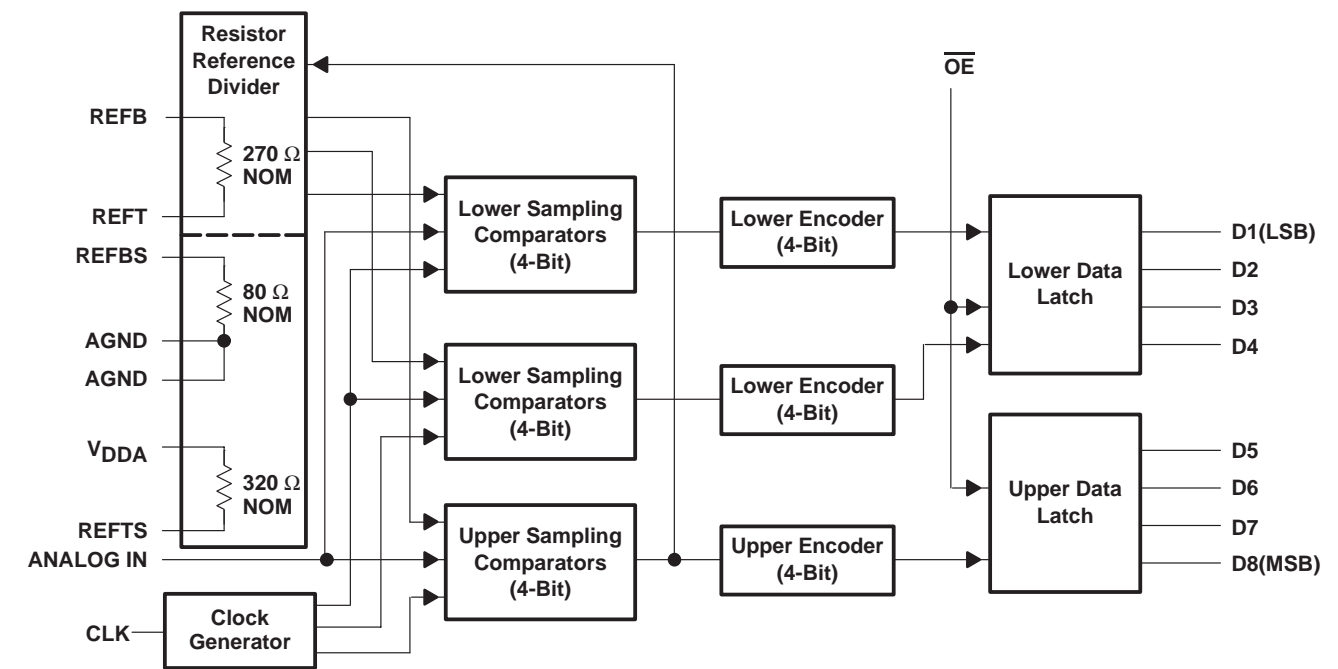 Resistor
Reference
Divider
OE
REFB
270 Ω
NOM
REFT
REFBS
80 Ω
NOM
AGND
AGND
VDDA
320 Ω
NOM
REFTS
ANALOG IN
CLK
Clock
Generator
Lower Sampling
Comparators
(4-Bit)
Lower Sampling
Comparators
(4-Bit)
Upper Sampling
Comparators
(4-Bit)
Lower Encoder
(4-Bit)
Lower Encoder
(4-Bit)
Upper Encoder
(4-Bit)
Lower Data
Latch
Upper Data
Latch
D1(LSB)
D2
D3
D4
D5
D6
D7
D8(MSB)